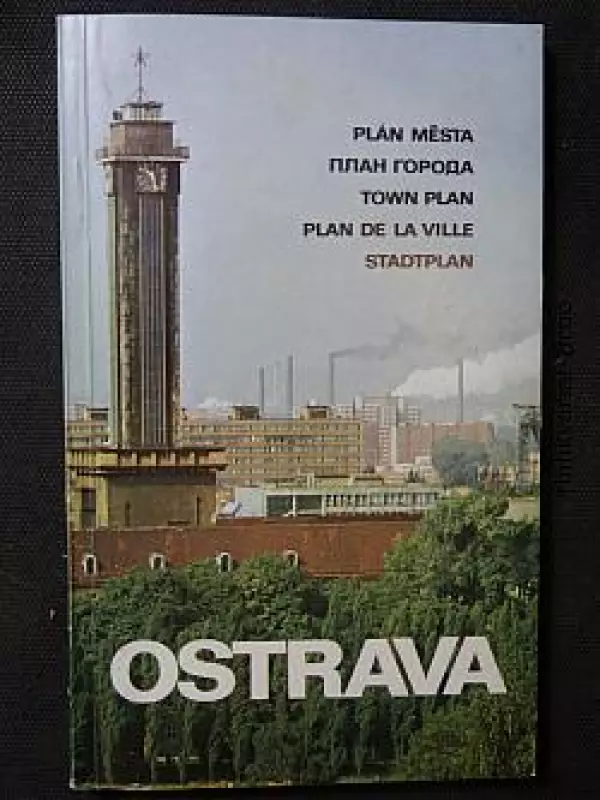 PLÁN MĚSTA
ПЛАН ГОРОДА
TOWN PLAN
PLAN DE LA VILLE
STADTPLAN
OSTRAVA